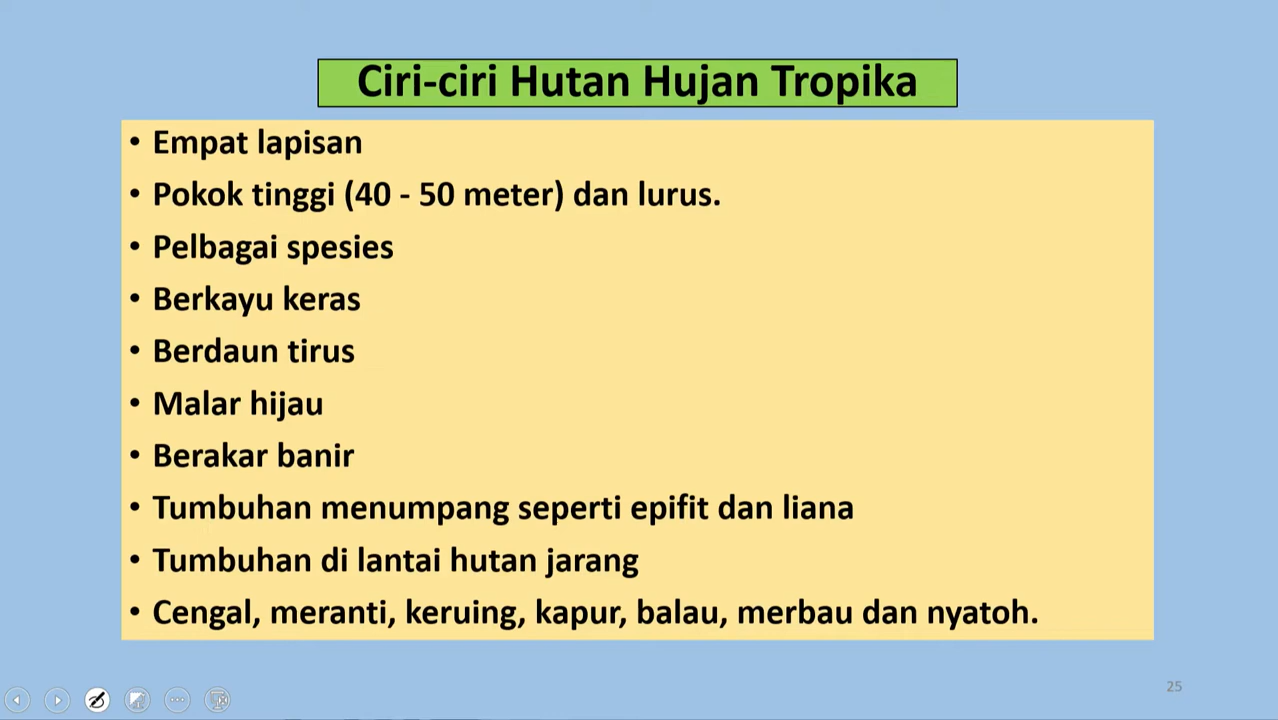 Ciri-ciri Hutan Hujan Tropika
• Empat lapisan
• Pokok tinggi (40 - 50 meter) dan lurus.
• Pelbagai spesies
• Berkayu keras
• Berdaun tirus
• Malar hijau
• Berakar banir
• Tumbuhan menumpang seperti epifit dan liana
• Tumbuhan di lantai hutan jarang
• Cengal, meranti, keruing, kapur, balau, merbau dan nyatoh.
25